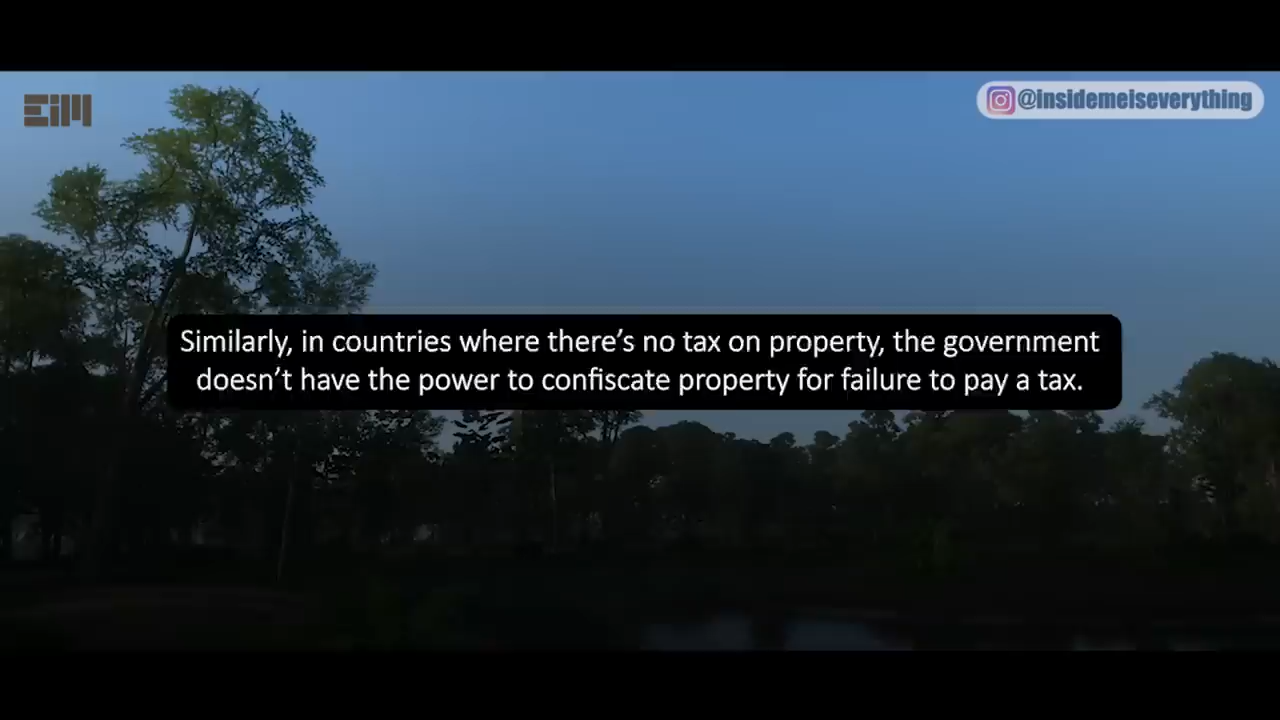 EiM
@insidemeiseverything
Similarly, in countries where there’s no tax on property, the government
doesn’t have the power to confiscate property for failure to pay a tax.